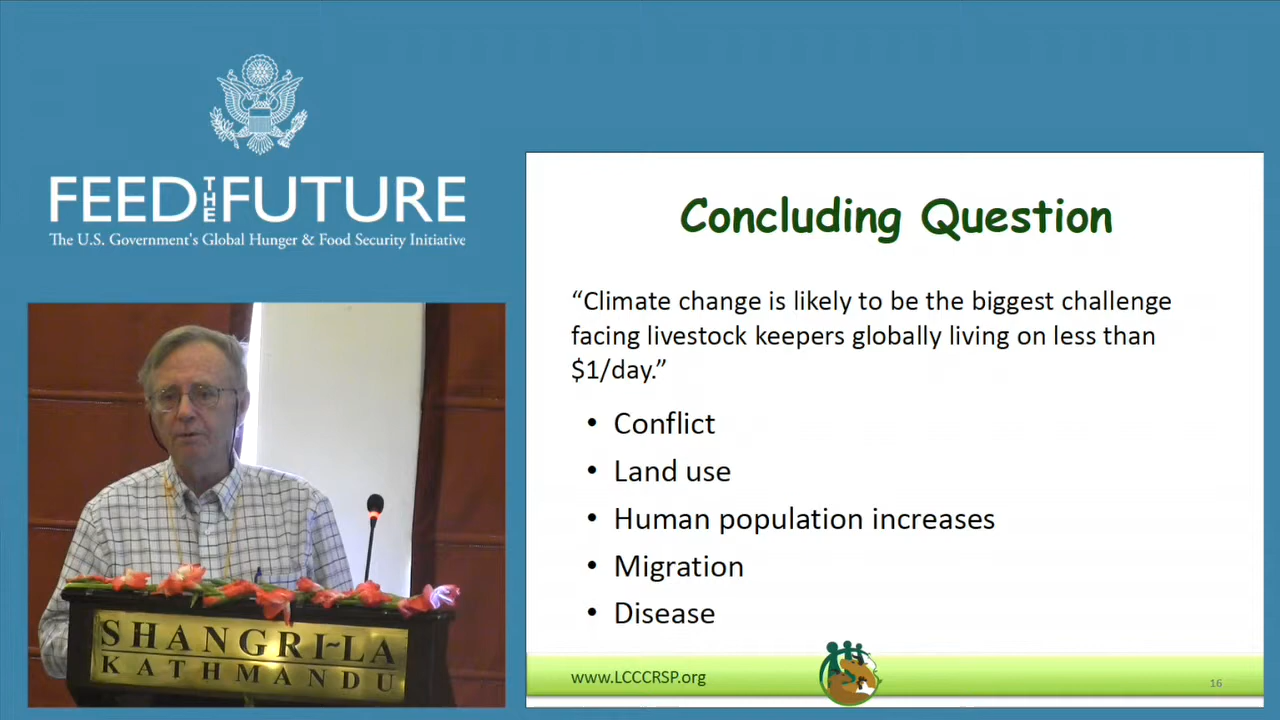 FEED THE FUTURE
The U.S. Government's Global Hunger & Food Security Initiative
Concluding Question
“Climate change is likely to be the biggest challenge
facing livestock keepers globally living on less than
$1/day.”
• Conflict
• Land use
• Human population increases
• Migration
• Disease
www.LCCCRSP.org
16
SHANGRI~LA
KATHMANDU